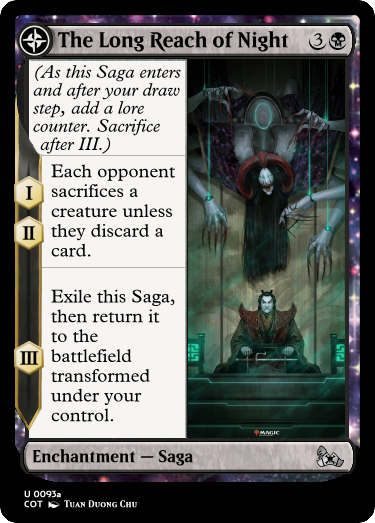 The Long Reach of Night 3
(As this Saga enters
and after your draw
step, add a lore
counter. Sacrifice
after III.)
I
II
Each opponent
sacrifices a
creature unless
they discard a
card.
III
Exile this Saga,
then return it
to the
battlefield
transformed
under your
control.
MAGIC
Enchantment — Saga
U 0093a
COT Tuan Duong Chu